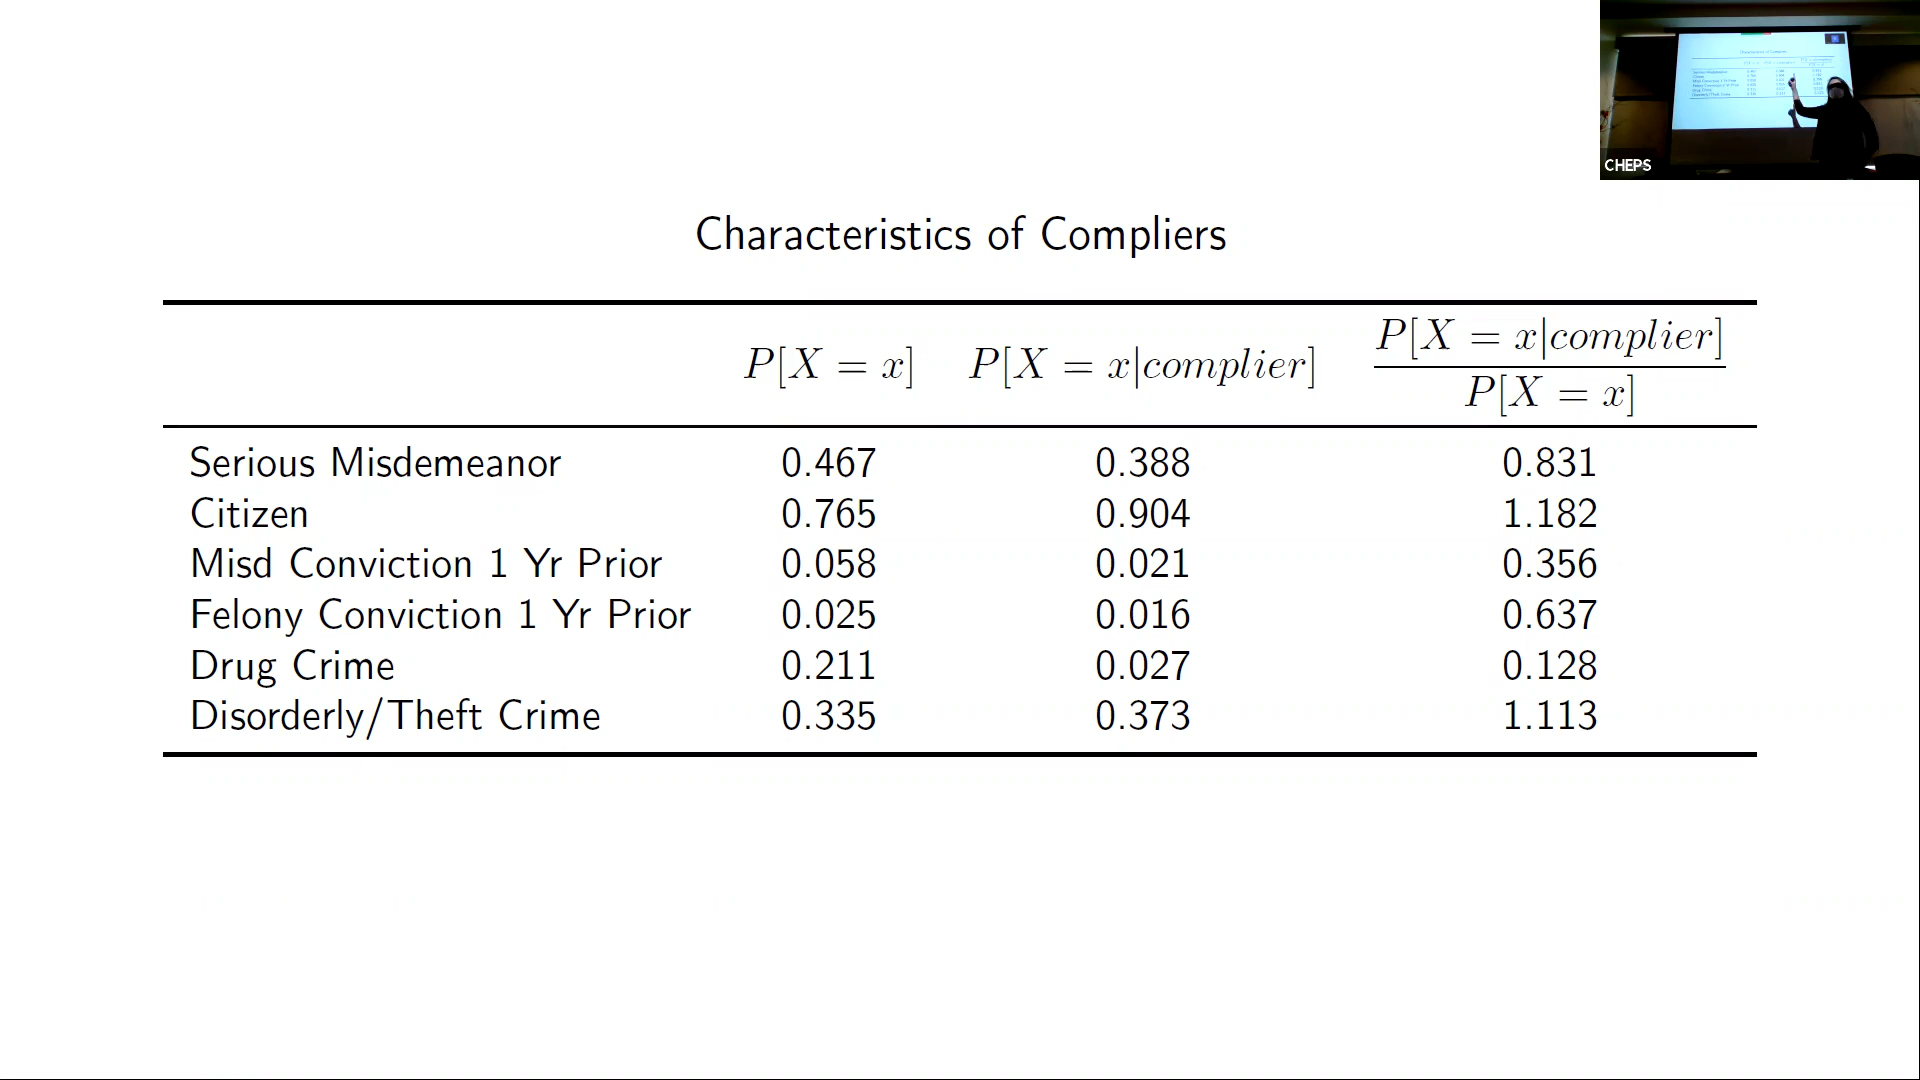 CHEPS
Characteristics of Compliers
P[X = x] P[X = x|complier] P[X = x|complier] / P[X = x]
Serious Misdemeanor 0.467 0.388 0.831
Citizen 0.765 0.904 1.182
Misd Conviction 1 Yr Prior 0.058 0.021 0.356
Felony Conviction 1 Yr Prior 0.025 0.016 0.637
Drug Crime 0.211 0.027 0.128
Disorderly/Theft Crime 0.335 0.373 1.113